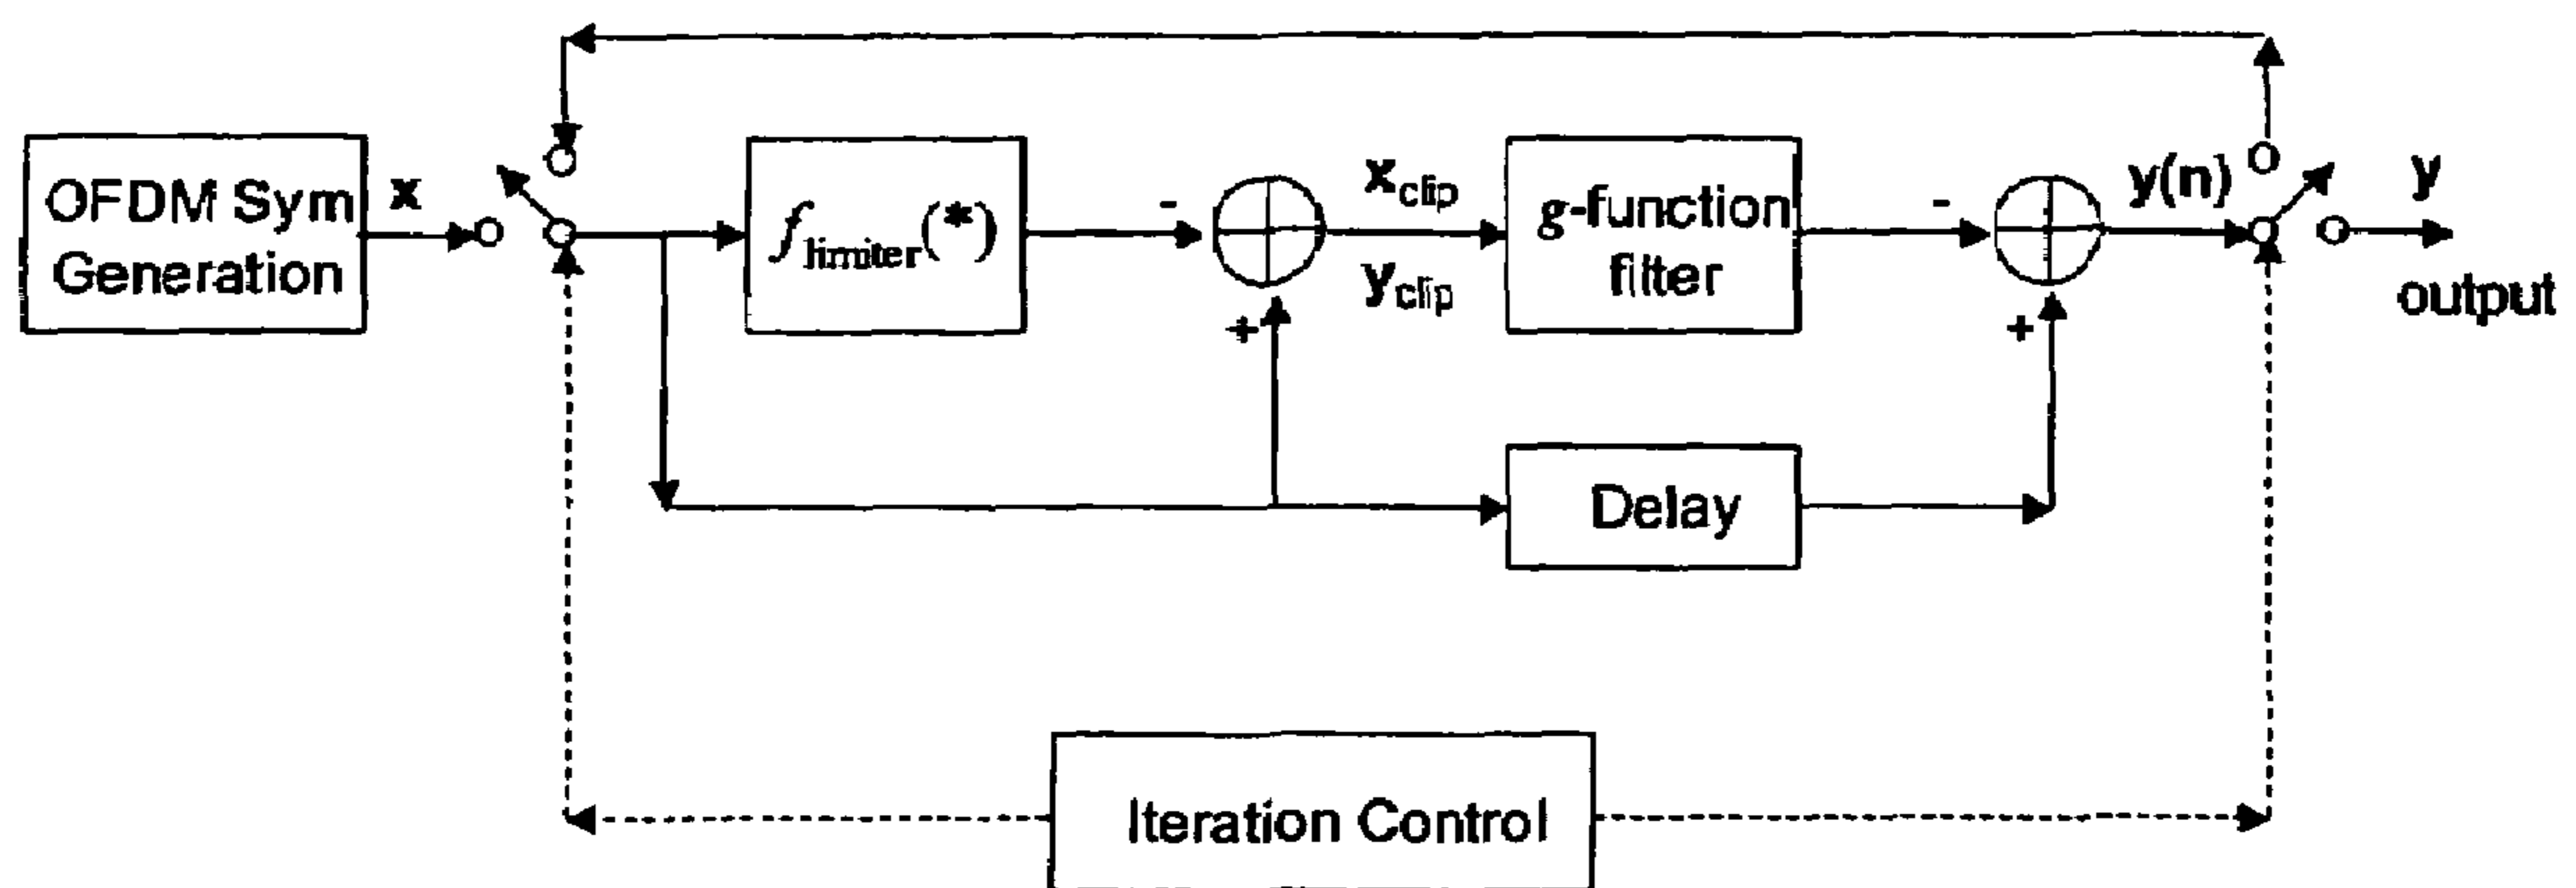 OFDM Sym
Generation
x
f limiter(*)
-
+
x clip
y clip
g-function
filter
-
+
y(n)
y
output
Delay
Iteration Control